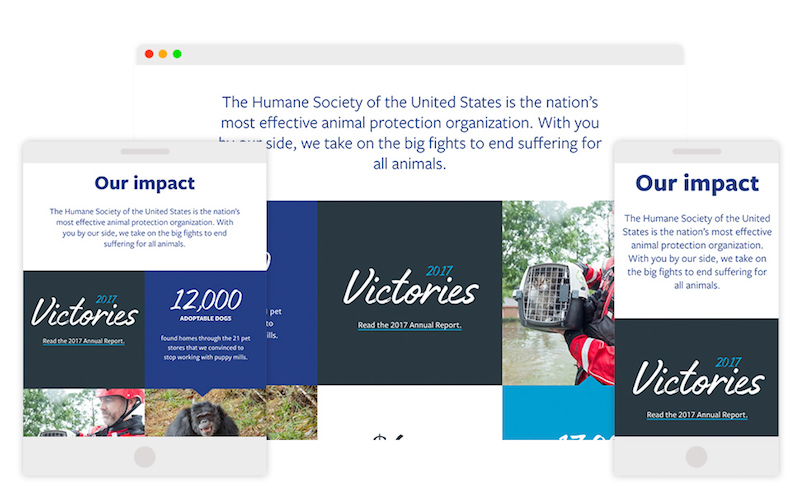 The Humane Society of the United States is the nation's
most effective animal protection organization. With you
by our side, we take on the big fights to end suffering for
all animals.
Our impact
The Humane Society of the United States is the nation's
most effective animal protection organization. With
you by our side, we take on the big fights to end
suffering for all animals.
2017
Victories
Read the 2017 Annual Report.
12,000
ADOPTABLE DOGS
found homes through the 21 pet
stores that we convinced to
stop working with puppy mills.
pet
to
2017
Victories
Read the 2017 Annual Report.
Our impact
The Humane Society of the United
States is the nation's most effective
animal protection organization.
With you by our side, we take on
the big fights to end suffering for
all animals.
2017
Victories
Read the 2017 Annual Report.